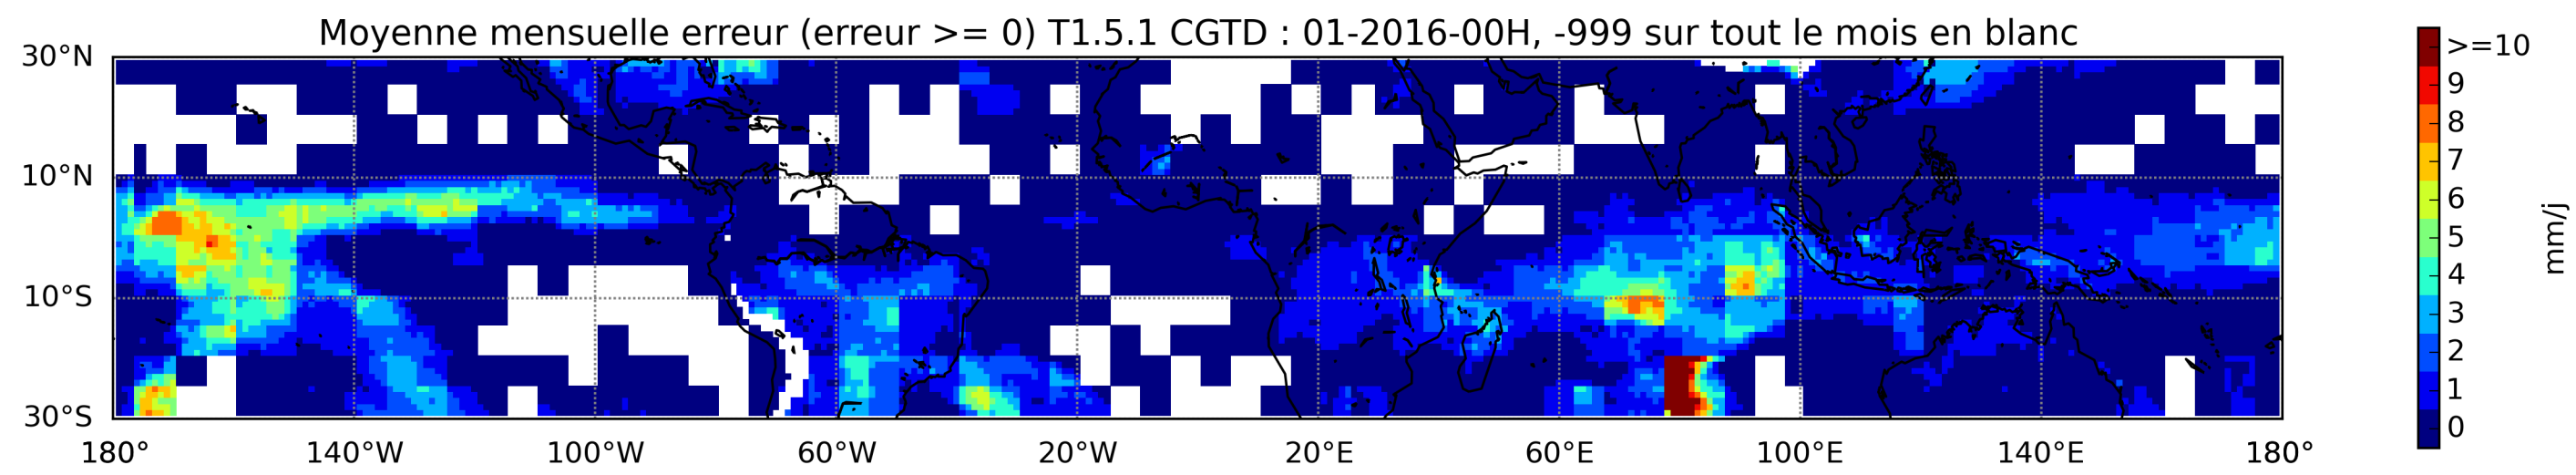 Moyenne mensuelle erreur (erreur >= 0) T1.5.1 CGTD : 01-2016-00H, -999 sur tout le mois en blanc
30°N
10°N
10°S
30°S
180°
140°W
100°W
60°W
20°W
20°E
60°E
100°E
140°E
180°
>=10
9
8
7
6
5
4
3
2
1
0
mm/j